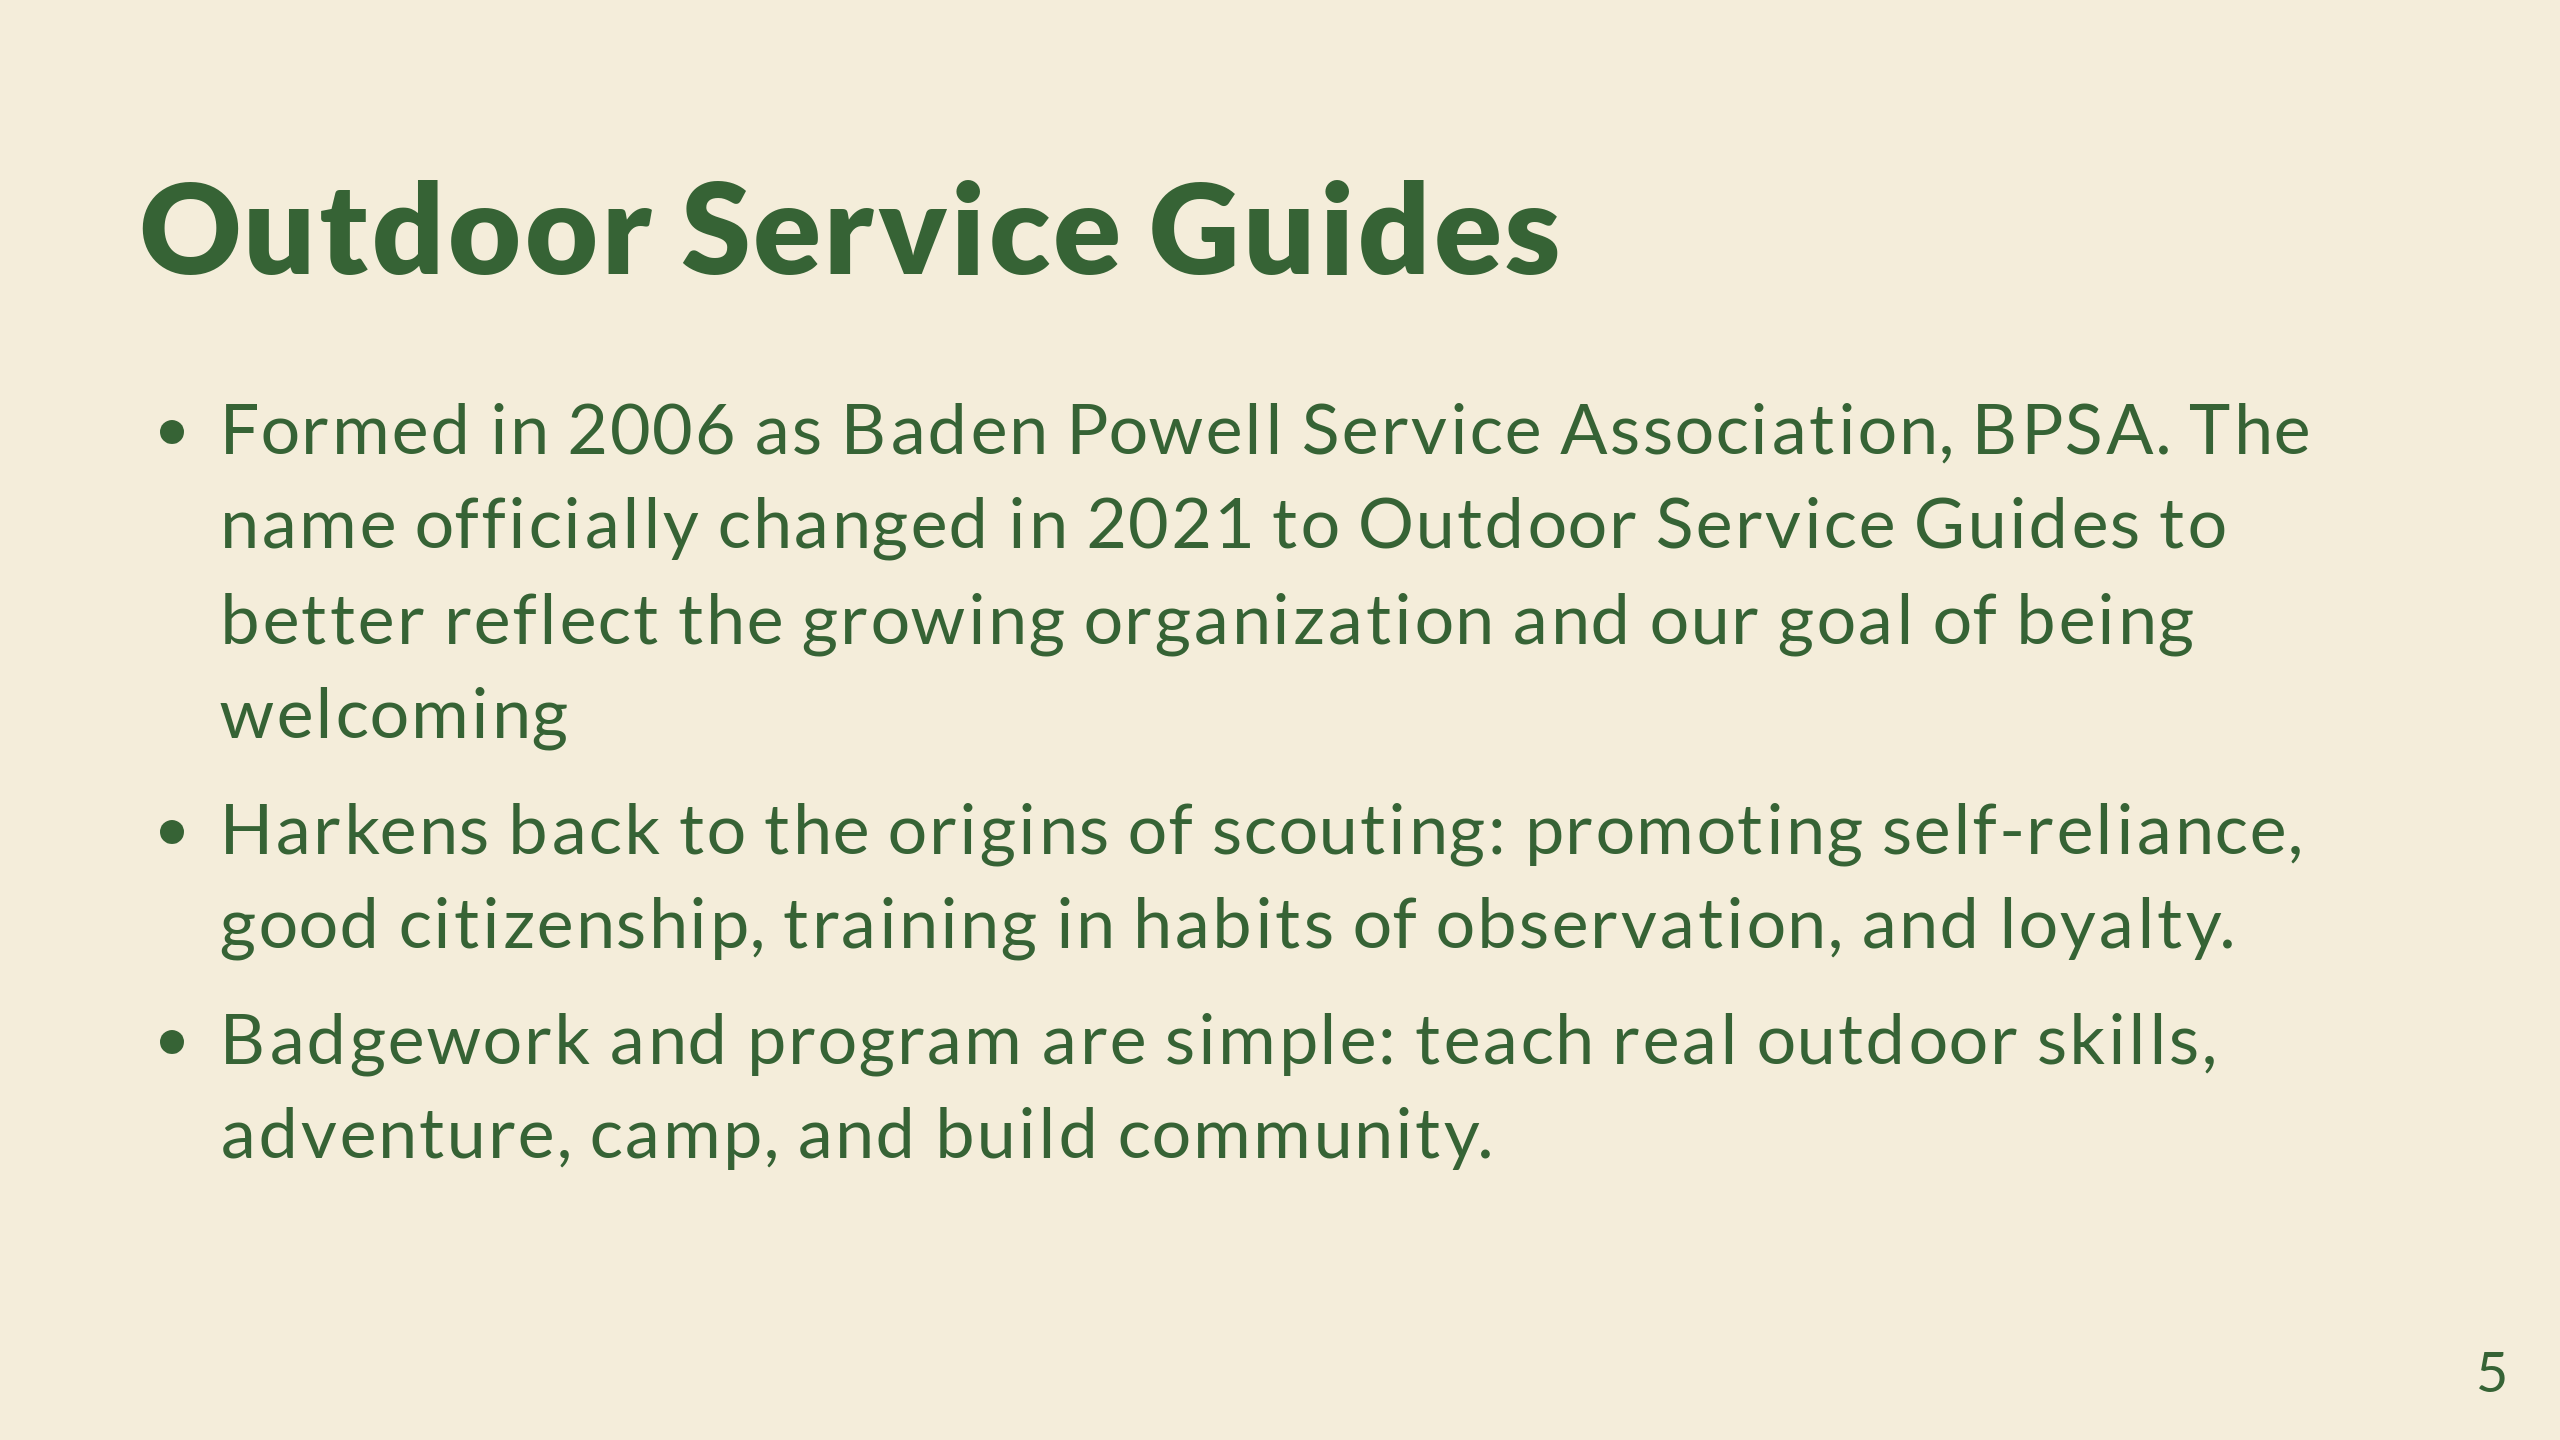 Outdoor Service Guides
• Formed in 2006 as Baden Powell Service Association, BPSA. The
name officially changed in 2021 to Outdoor Service Guides to
better reflect the growing organization and our goal of being
welcoming
• Harkens back to the origins of scouting: promoting self-reliance,
good citizenship, training in habits of observation, and loyalty.
• Badgework and program are simple: teach real outdoor skills,
adventure, camp, and build community.
5